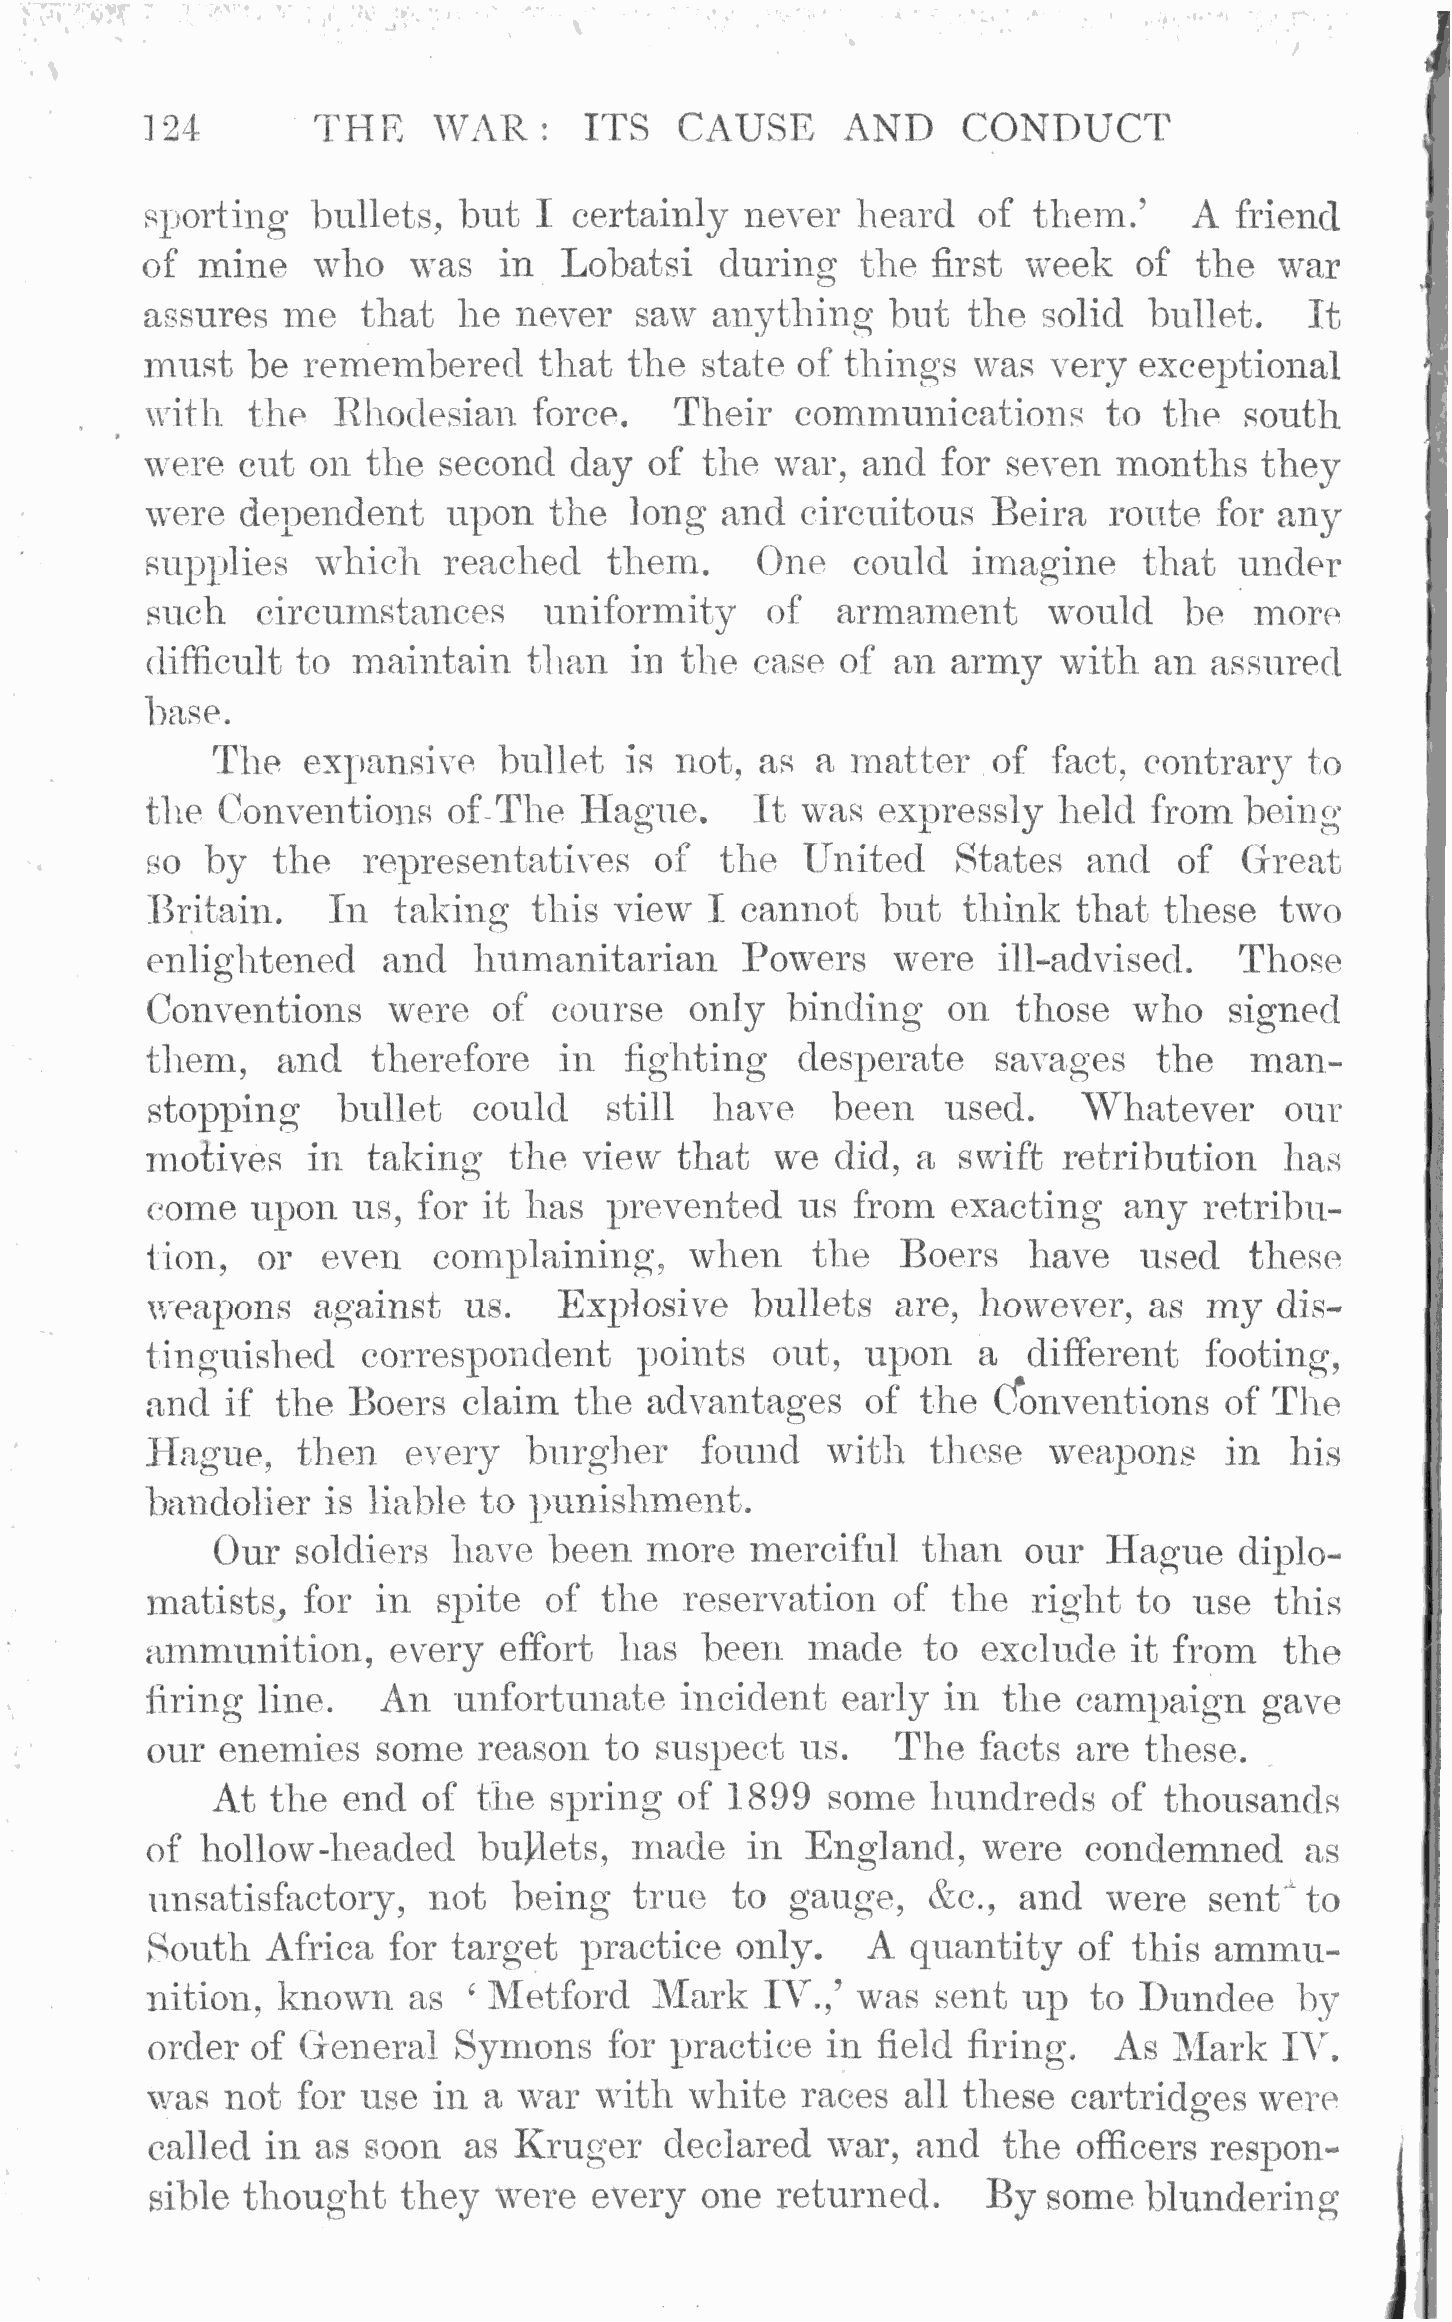 124 THE WAR: ITS CAUSE AND CONDUCT
sporting bullets, but I certainly never heard of them.’ A friend
of mine who was in Lobatsi during the first week of the war
assures me that he never saw anything but the solid bullet. It
must be remembered that the state of things was very exceptional
with the Rhodesian force. Their communications to the south
were cut on the second day of the war, and for seven months they
were dependent upon the long and circuitous Beira route for any
supplies which reached them. One could imagine that under
such circumstances uniformity of armament would be more
difficult to maintain than in the case of an army with an assured
base.
The expansive bullet is not, as a matter of fact, contrary to
the Conventions of The Hague. It was expressly held from being
so by the representatives of the United States and of Great
Britain. In taking this view I cannot but think that these two
enlightened and humanitarian Powers were ill-advised. Those
Conventions were of course only binding on those who signed
them, and therefore in fighting desperate savages the man-
stopping bullet could still have been used. Whatever our
motives in taking the view that we did, a swift retribution has
come upon us, for it has prevented us from exacting any retribu-
tion, or even complaining, when the Boers have used these
weapons against us. Explosive bullets are, however, as my dis-
tinguished correspondent points out, upon a different footing,
and if the Boers claim the advantages of the Conventions of The
Hague, then every burgher found with these weapons in his
bandolier is liable to punishment.
Our soldiers have been more merciful than our Hague diplo-
matists, for in spite of the reservation of the right to use this
ammunition, every effort has been made to exclude it from the
firing line. An unfortunate incident early in the campaign gave
our enemies some reason to suspect us. The facts are these.
At the end of the spring of 1899 some hundreds of thousands
of hollow-headed bullets, made in England, were condemned as
unsatisfactory, not being true to gauge, &c., and were sent to
South Africa for target practice only. A quantity of this ammu-
nition, known as ‘Metford Mark IV.,’ was sent up to Dundee by
order of General Symons for practice in field firing. As Mark IV.
was not for use in a war with white races all these cartridges were
called in as soon as Kruger declared war, and the officers respon-
sible thought they were every one returned. By some blundering